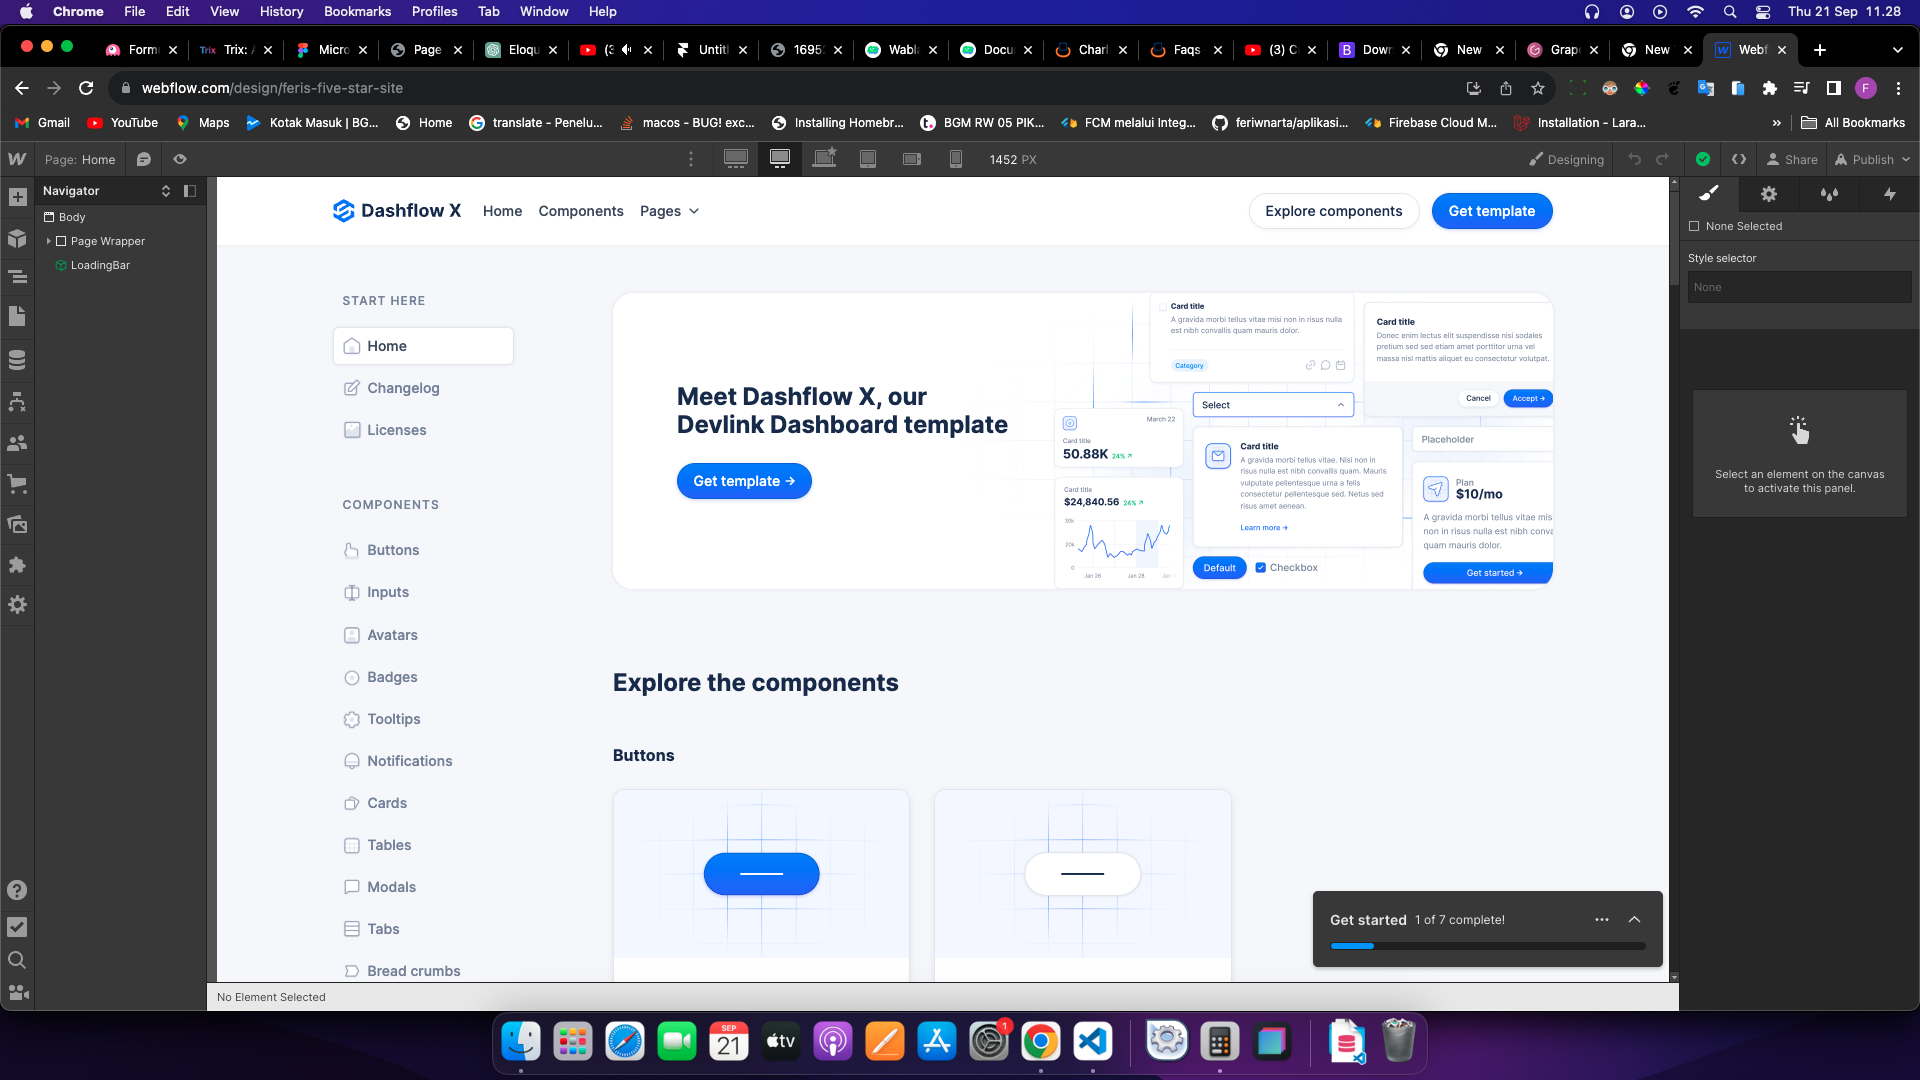 Chrome File Edit View History Bookmarks Profiles Tab Window Help Thu 21 Sep 11.28
Form Trix: Micro Page Eloqu (3 Untitl 1695 Wabla Docu Charl Faqs (3) C Down New Grap New Webf
webflow.com/design/feris-five-star-site
Gmail YouTube Maps Kotak Masuk | BG... Home translate - Penelu... macos - BUG! exc... Installing Homebr... BGM RW 05 PIK... FCM melalui Integ... feriwnarta/aplikasi... Firebase Cloud M... Installation - Lara... » All Bookmarks
Page: Home 1452 PX Designing Share Publish
Navigator
Body
Page Wrapper
LoadingBar
Dashflow X Home Components Pages Explore components Get template
START HERE
Home
Changelog
Licenses
COMPONENTS
Buttons
Inputs
Avatars
Badges
Tooltips
Notifications
Cards
Tables
Modals
Tabs
Bread crumbs
Meet Dashflow X, our
Devlink Dashboard template
Get template →
Card title
A gravida morbi tellus vitae misi non in risus nulla
est nibh convallis quam mauris dolor.
Category
Card title
Donec enim lectus elit suspendisse nisi sodales
pretium sed sed etiam amet porttitor urna vel
massa nisl mattis aliquet eu consectetur volutpat.
Cancel Accept →
Select
March 22
Card title
50.88K 24% ↗
Card title
$24,840.56 24% ↗
30k
20k
0
Jan 26 Jan 28 Jan
Card title
A gravida morbi tellus vitae. Nisl non in
risus nulla est nibh convallis quam. Mauris
vulputate pellentesque urna a felis
consectetur pellentesque sed. Netus sed
risus amet aenean.
Learn more →
Default Checkbox
Placeholder
Plan
$10/mo
A gravida morbi tellus vitae mis
non in risus nulla est nibh conva
quam mauris dolor.
Get started →
Explore the components
Buttons
None Selected
Style selector
None
Select an element on the canvas
to activate this panel.
Get started 1 of 7 complete!
No Element Selected
SEP
21
tv
1